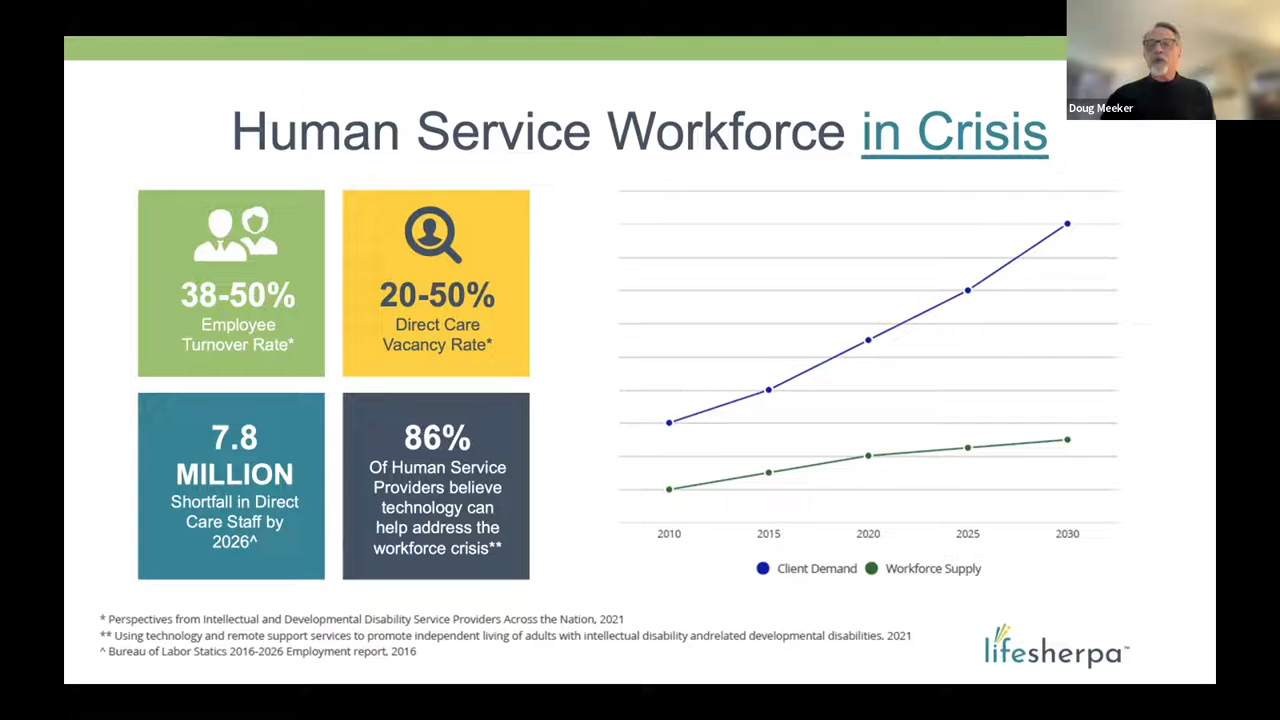 Doug Meeker
Human Service Workforce in Crisis
38-50%
Employee
Turnover Rate*
20-50%
Direct Care
Vacancy Rate*
7.8
MILLION
Shortfall in Direct
Care Staff by
2026^
86%
Of Human Service
Providers believe
technology can
help address the
workforce crisis**
2010 2015 2020 2025 2030
Client Demand Workforce Supply
* Perspectives from Intellectual and Developmental Disability Service Providers Across the Nation, 2021
** Using technology and remote support services to promote independent living of adults with intellectual disability andrelated developmental disabilities. 2021
^ Bureau of Labor Statics 2016-2026 Employment report, 2016
lifesherpa™